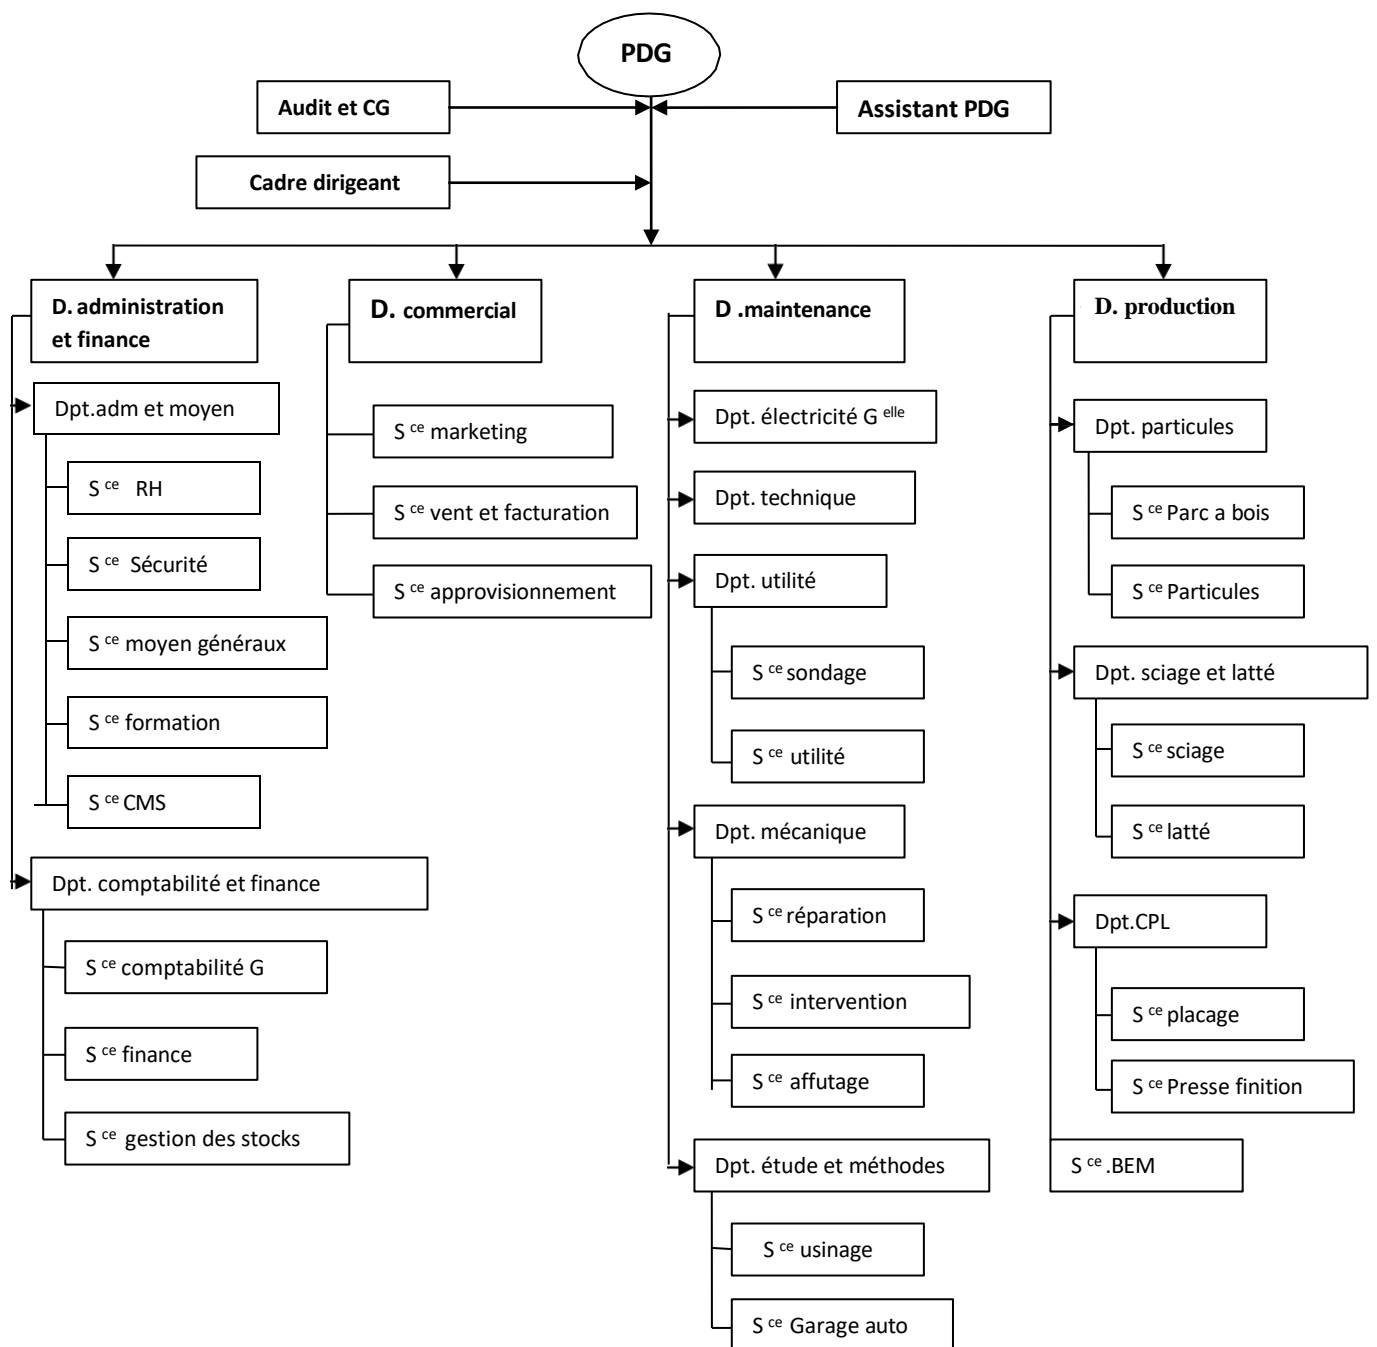 PDG
Audit et CG
Assistant PDG
Cadre dirigeant
D. administration
et finance
Dpt.adm et moyen
S ce RH
S ce Sécurité
S ce moyen généraux
S ce formation
S ce CMS
Dpt. comptabilité et finance
S ce comptabilité G
S ce finance
S ce gestion des stocks
D. commercial
S ce marketing
S ce vent et facturation
S ce approvisionnement
D .maintenance
Dpt. électricité G elle
Dpt. technique
Dpt. utilité
S ce sondage
S ce utilité
Dpt. mécanique
S ce réparation
S ce intervention
S ce affutage
Dpt. étude et méthodes
S ce usinage
S ce Garage auto
D. production
Dpt. particules
S ce Parc a bois
S ce Particules
Dpt. sciage et latté
S ce sciage
S ce latté
Dpt.CPL
S ce placage
S ce Presse finition
S ce .BEM